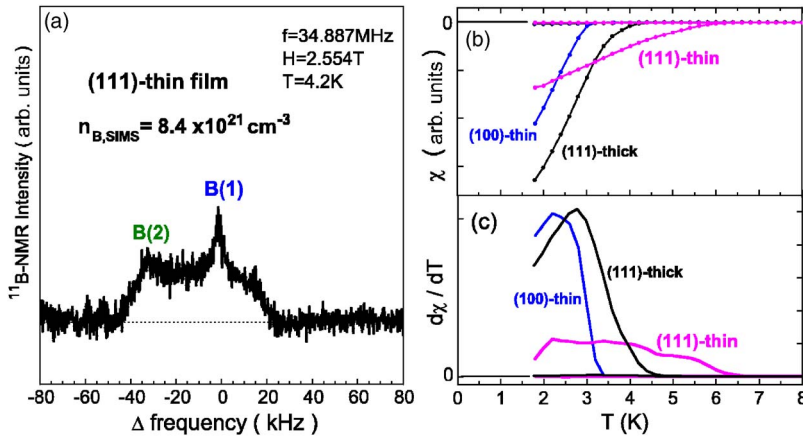 (a)
f=34.887MHz
H=2.554T
T=4.2K
(111)-thin film
n_B,SIMS = 8.4 x10^21 cm^-3
B(1)
B(2)
^11B-NMR Intensity ( arb. units)
-80 -60 -40 -20 0 20 40 60 80
Δ frequency ( kHz)
(b)
0
(111)-thin
(100)-thin
(111)-thick
χ ( arb. units)
(c)
(111)-thick
(100)-thin
(111)-thin
dχ / dT
0
0 1 2 3 4 5 6 7 8
T (K)